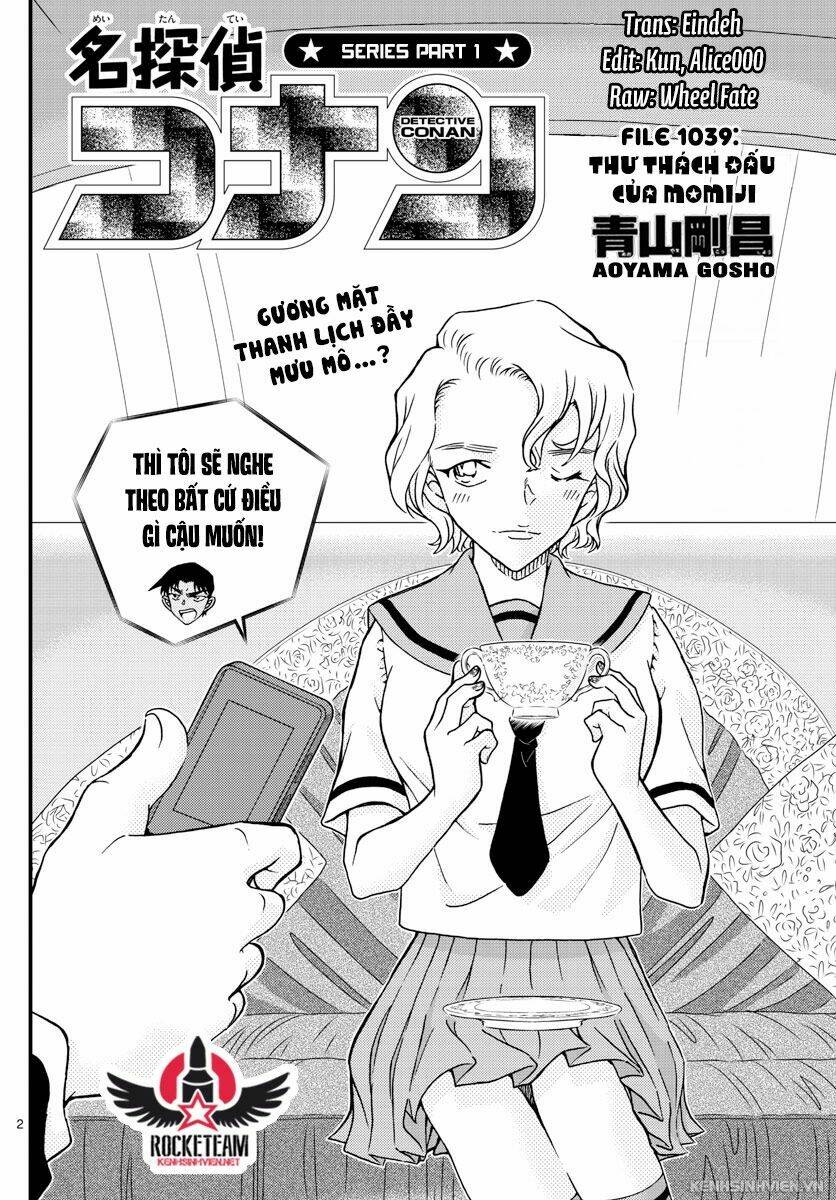 めい たん てい
名探偵
コナン
DETECTIVE
CONAN
★ SERIES PART 1 ★
Trans: Eindeh
Edit: Kun, Alice000
Raw: Wheel Fate
FILE 1039:
THƯ THÁCH ĐẤU
CỦA MOMIJI
青山剛昌
AOYAMA GOSHO
GƯƠNG MẶT
THANH LỊCH ĐẦY
MƯU MÔ...?
THÌ TÔI SẼ NGHE
THEO BẤT CỨ ĐIỀU
GÌ CẬU MUỐN!
ROCKETEAM
KENHSINHVIEN.NET
2
KENHSINHVIEN.VN